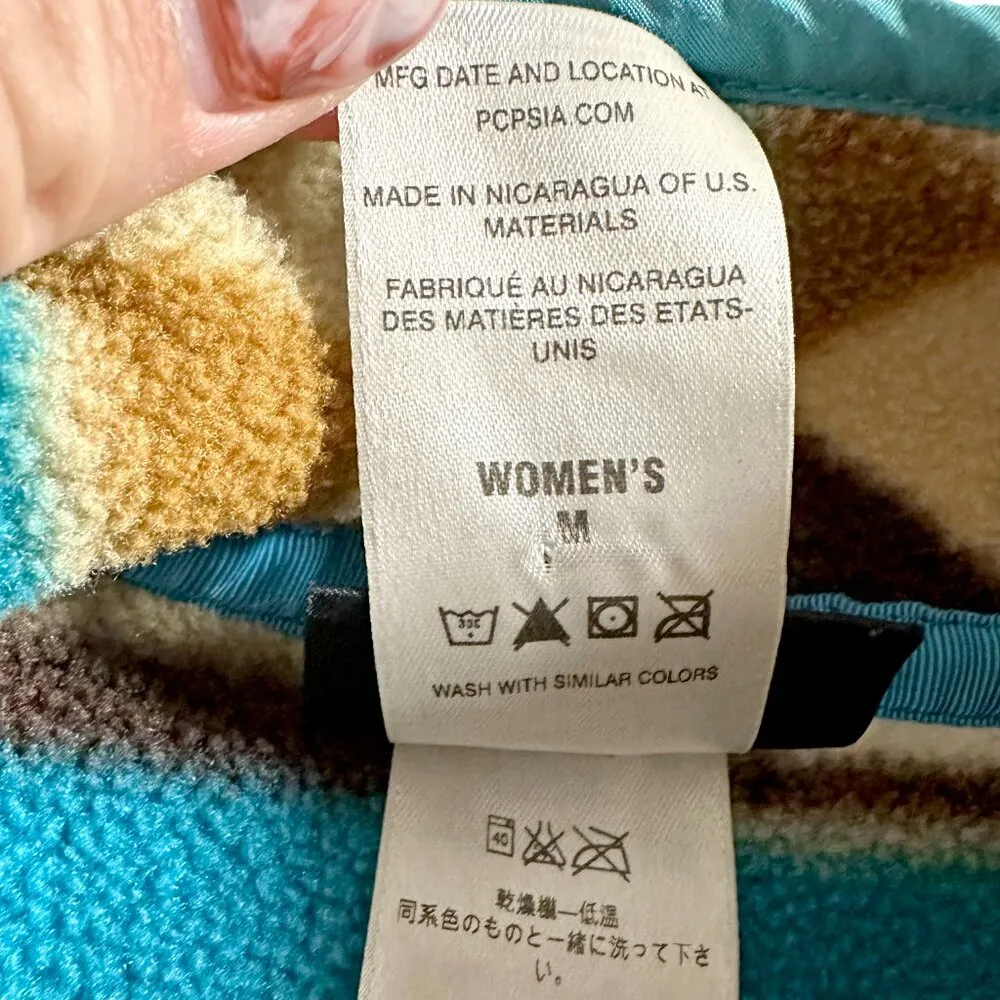 MFG DATE AND LOCATION AT
PCPSIA.COM
MADE IN NICARAGUA OF U.S.
MATERIALS
FABRIQUÉ AU NICARAGUA
DES MATIÈRES DES ETATS-
UNIS
WOMEN'S
M
30C
WASH WITH SIMILAR COLORS
40
乾燥機—低温
同系色のものと一緒に洗って下さ
い。